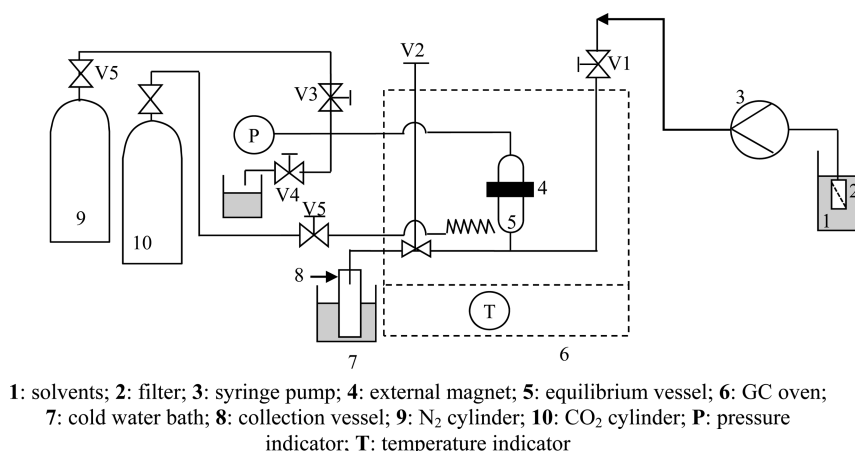 V2
V5
V1
V3
3
P
4
2
V4
9
V5
5
1
10
8
T
7
6
1: solvents; 2: filter; 3: syringe pump; 4: external magnet; 5: equilibrium vessel; 6: GC oven;
7: cold water bath; 8: collection vessel; 9: N₂ cylinder; 10: CO₂ cylinder; P: pressure
indicator; T: temperature indicator